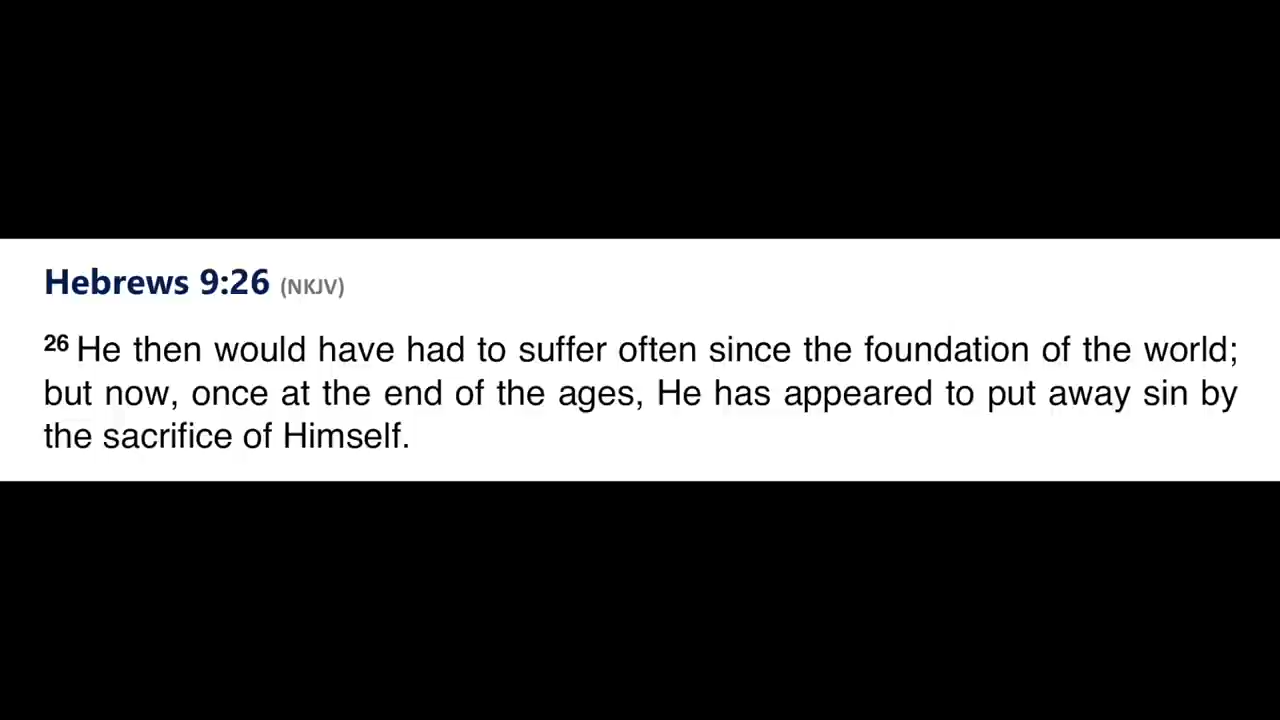 Hebrews 9:26 (NKJV)
26 He then would have had to suffer often since the foundation of the world;
but now, once at the end of the ages, He has appeared to put away sin by
the sacrifice of Himself.